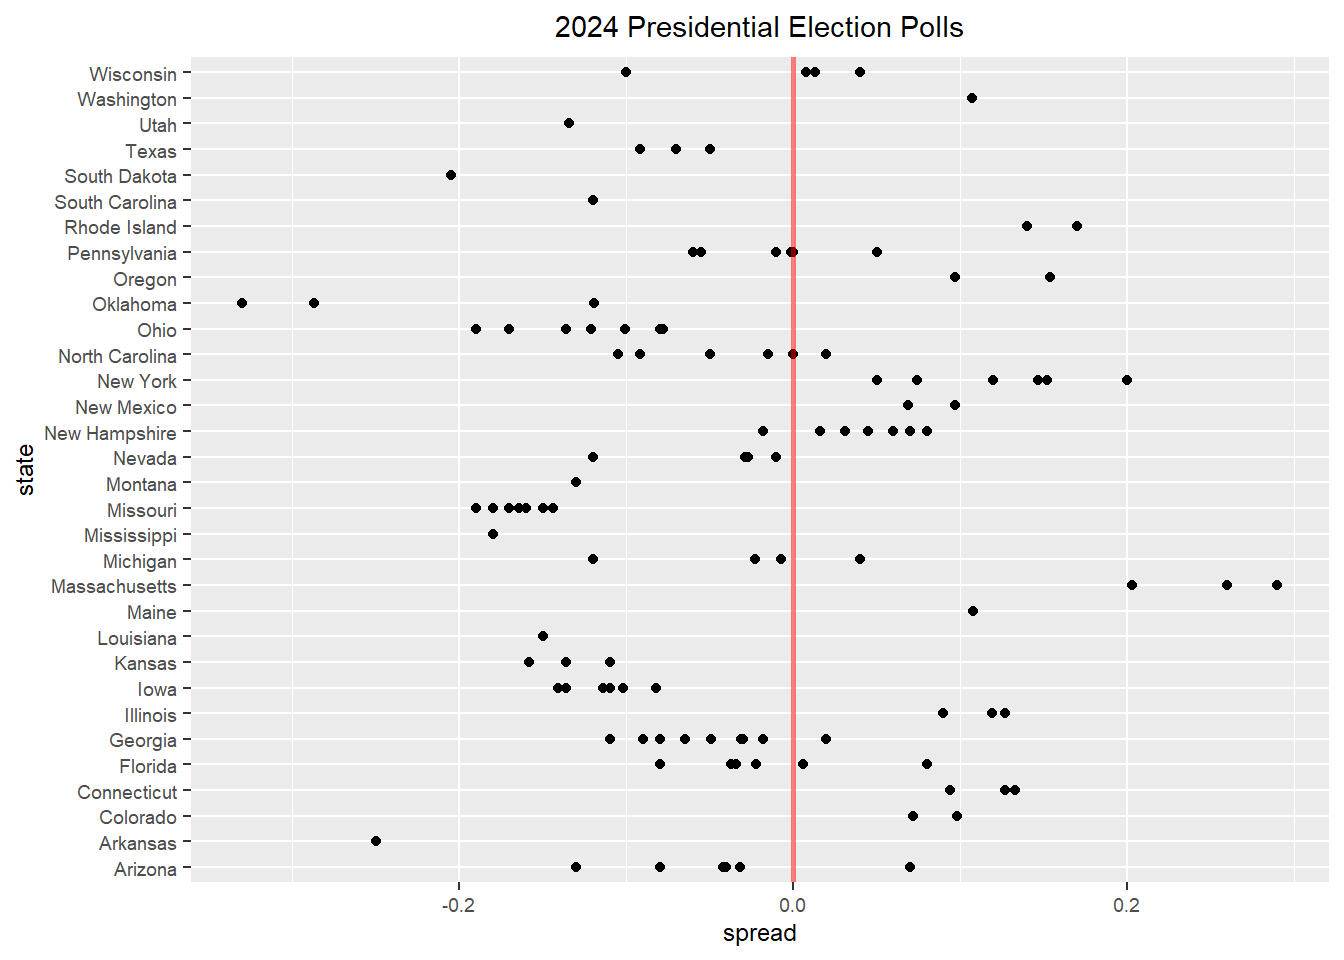 2024 Presidential Election Polls
Wisconsin
Washington
Utah
Texas
South Dakota
South Carolina
Rhode Island
Pennsylvania
Oregon
Oklahoma
Ohio
North Carolina
New York
New Mexico
New Hampshire
Nevada
Montana
Missouri
Mississippi
Michigan
Massachusetts
Maine
Louisiana
Kansas
Iowa
Illinois
Georgia
Florida
Connecticut
Colorado
Arkansas
Arizona
state
-0.2 0.0 0.2
spread